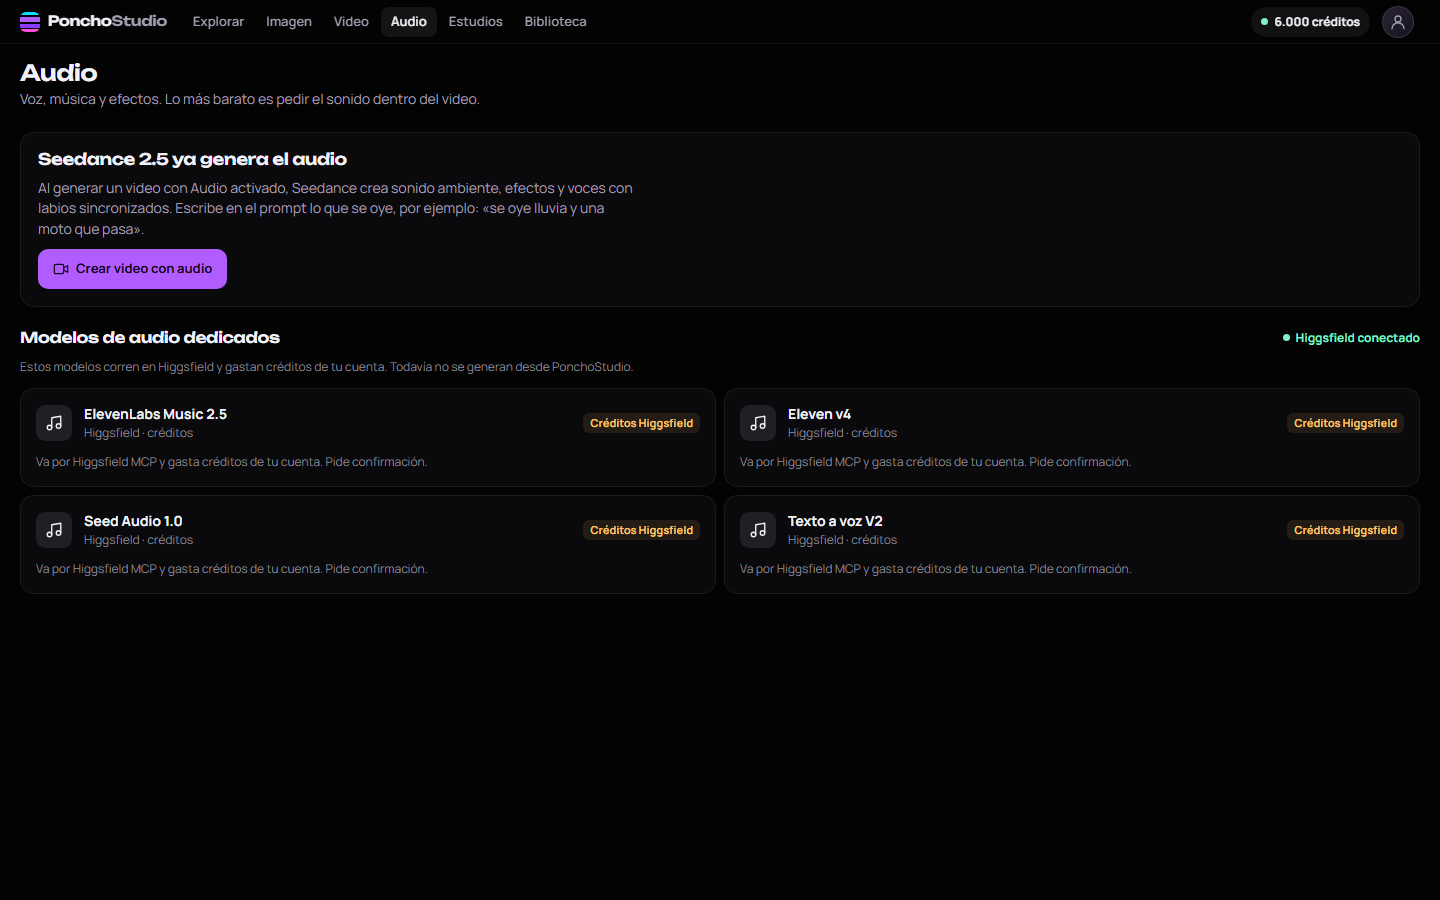 PonchoStudio
Explorar
Imagen
Video
Audio
Estudios
Biblioteca
6.000 créditos
Audio
Voz, música y efectos. Lo más barato es pedir el sonido dentro del video.
Seedance 2.5 ya genera el audio
Al generar un video con Audio activado, Seedance crea sonido ambiente, efectos y voces con
labios sincronizados. Escribe en el prompt lo que se oye, por ejemplo: «se oye lluvia y una
moto que pasa».
Crear video con audio
Modelos de audio dedicados
Higgsfield conectado
Estos modelos corren en Higgsfield y gastan créditos de tu cuenta. Todavía no se generan desde PonchoStudio.
ElevenLabs Music 2.5
Higgsfield · créditos
Créditos Higgsfield
Va por Higgsfield MCP y gasta créditos de tu cuenta. Pide confirmación.
Eleven v4
Higgsfield · créditos
Créditos Higgsfield
Va por Higgsfield MCP y gasta créditos de tu cuenta. Pide confirmación.
Seed Audio 1.0
Higgsfield · créditos
Créditos Higgsfield
Va por Higgsfield MCP y gasta créditos de tu cuenta. Pide confirmación.
Texto a voz V2
Higgsfield · créditos
Créditos Higgsfield
Va por Higgsfield MCP y gasta créditos de tu cuenta. Pide confirmación.